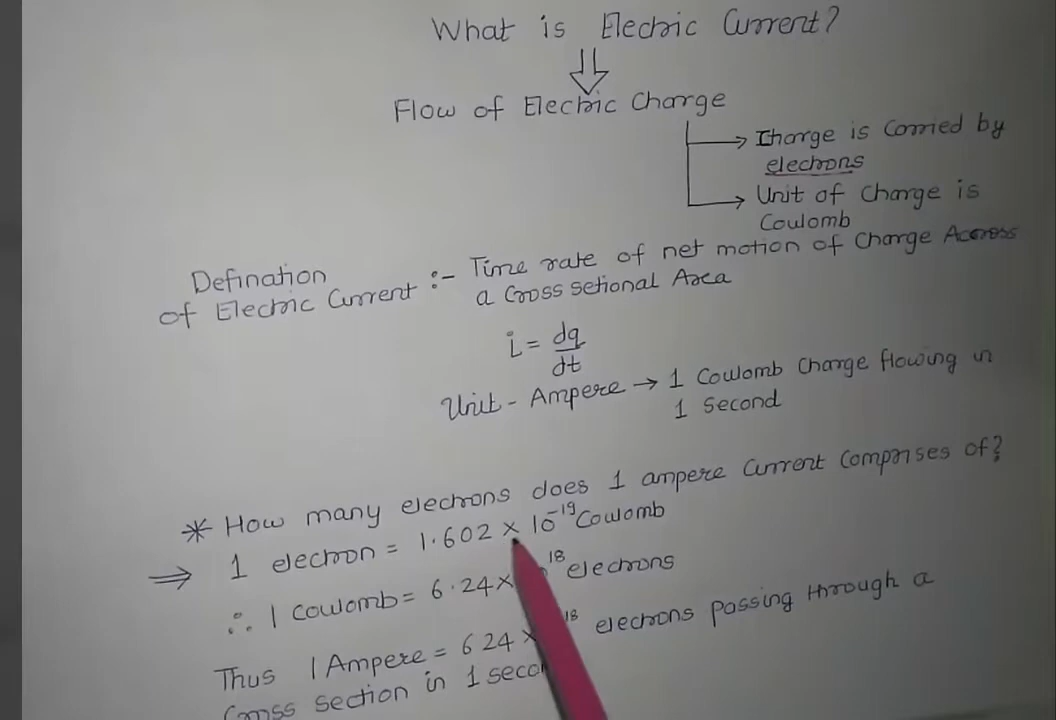 What is Electric Current?
⇓
Flow of Electric Charge
→ Charge is Carried by
electrons
→ Unit of Charge is
Coulomb
Defination
of Electric Current :- Time rate of net motion of Charge Across
a Cross setional Area
i = dq/dt
Unit - Ampere → 1 Coulomb Charge flowing in
1 Second
* How many electrons does 1 ampere current comprises of?
⇒ 1 electron = 1.602 × 10^-19 Coulomb
∴ 1 coulomb = 6.24 × ^18 electrons
Thus 1 Ampere = 6 24 × ^18 electrons passing through a
Cross section in 1